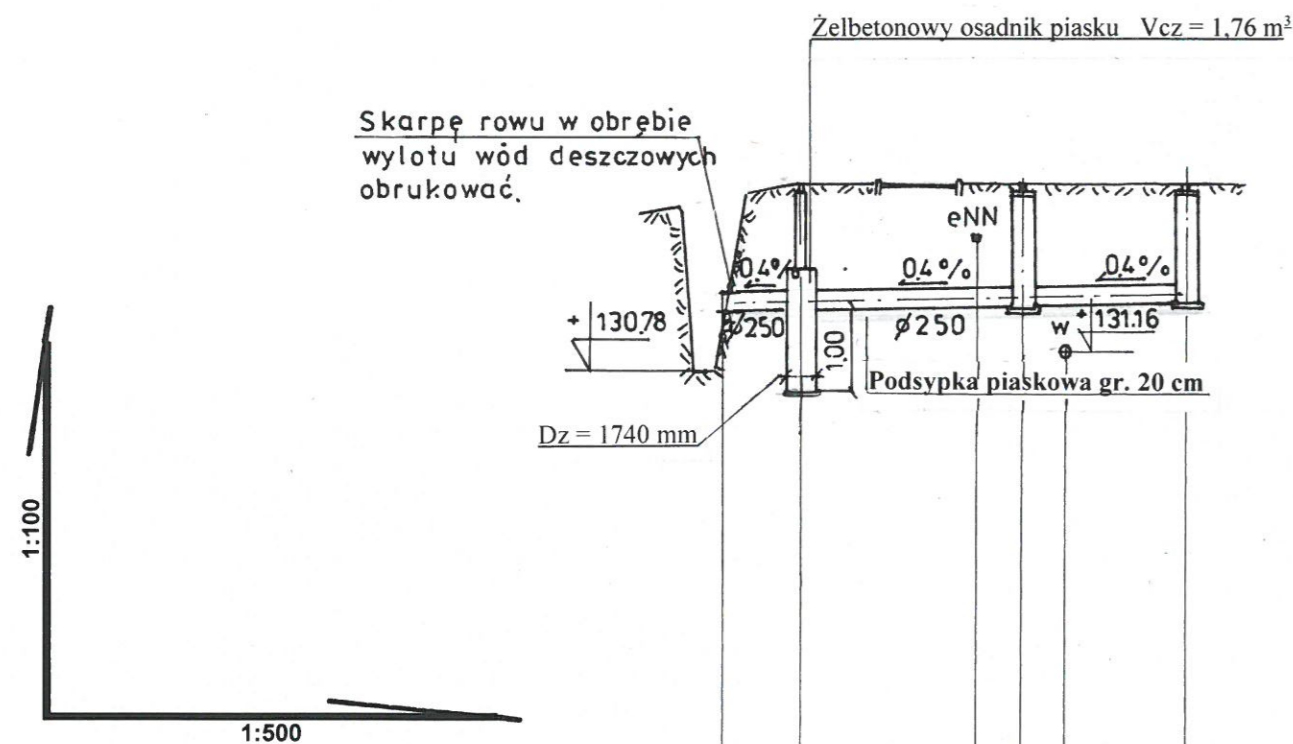 Żelbetonowy osadnik piasku Vcz = 1,76 m³
Skarpę rowu w obrębie
wylotu wód deszczowych
obrukować.
eNN
0.4%
0.4%
0.4%
+ 130.78
ø250
ø250
w
+ 131.16
1,00
Podsypka piaskowa gr. 20 cm
Dz = 1740 mm
1:100
1:500